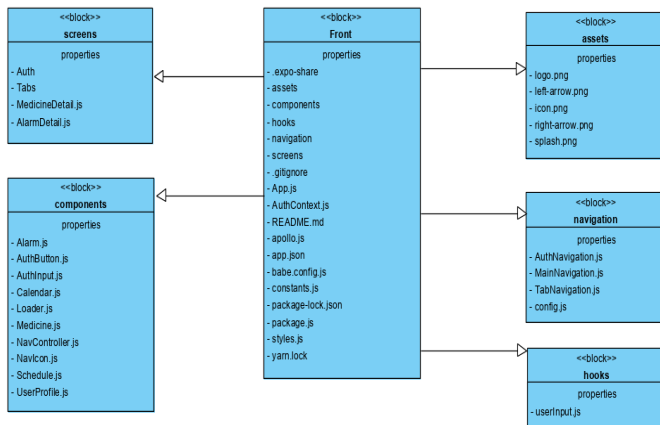 <<block>>
screens
properties
- Auth
- Tabs
- MedicineDetail.js
- AlarmDetail.js
<<block>>
components
properties
- Alarm.js
- AuthButton.js
- AuthInput.js
- Calendar.js
- Loader.js
- Medicine.js
- NavController.js
- NavIcon.js
- Schedule.js
- UserProfile.js
<<block>>
Front
properties
- .expo-share
- assets
- components
- hooks
- navigation
- screens
- .gitignore
- App.js
- AuthContext.js
- README.md
- apollo.js
- app.json
- babe.config.js
- constants.js
- package-lock.json
- package.js
- styles.js
- yarn.lock
<<block>>
assets
properties
- logo.png
- left-arrow.png
- icon.png
- right-arrow.png
- splash.png
<<block>>
navigation
properties
- AuthNavigation.js
- MainNavigation.js
- TabNavigation.js
- config.js
<<block>>
hooks
properties
- userInput.js